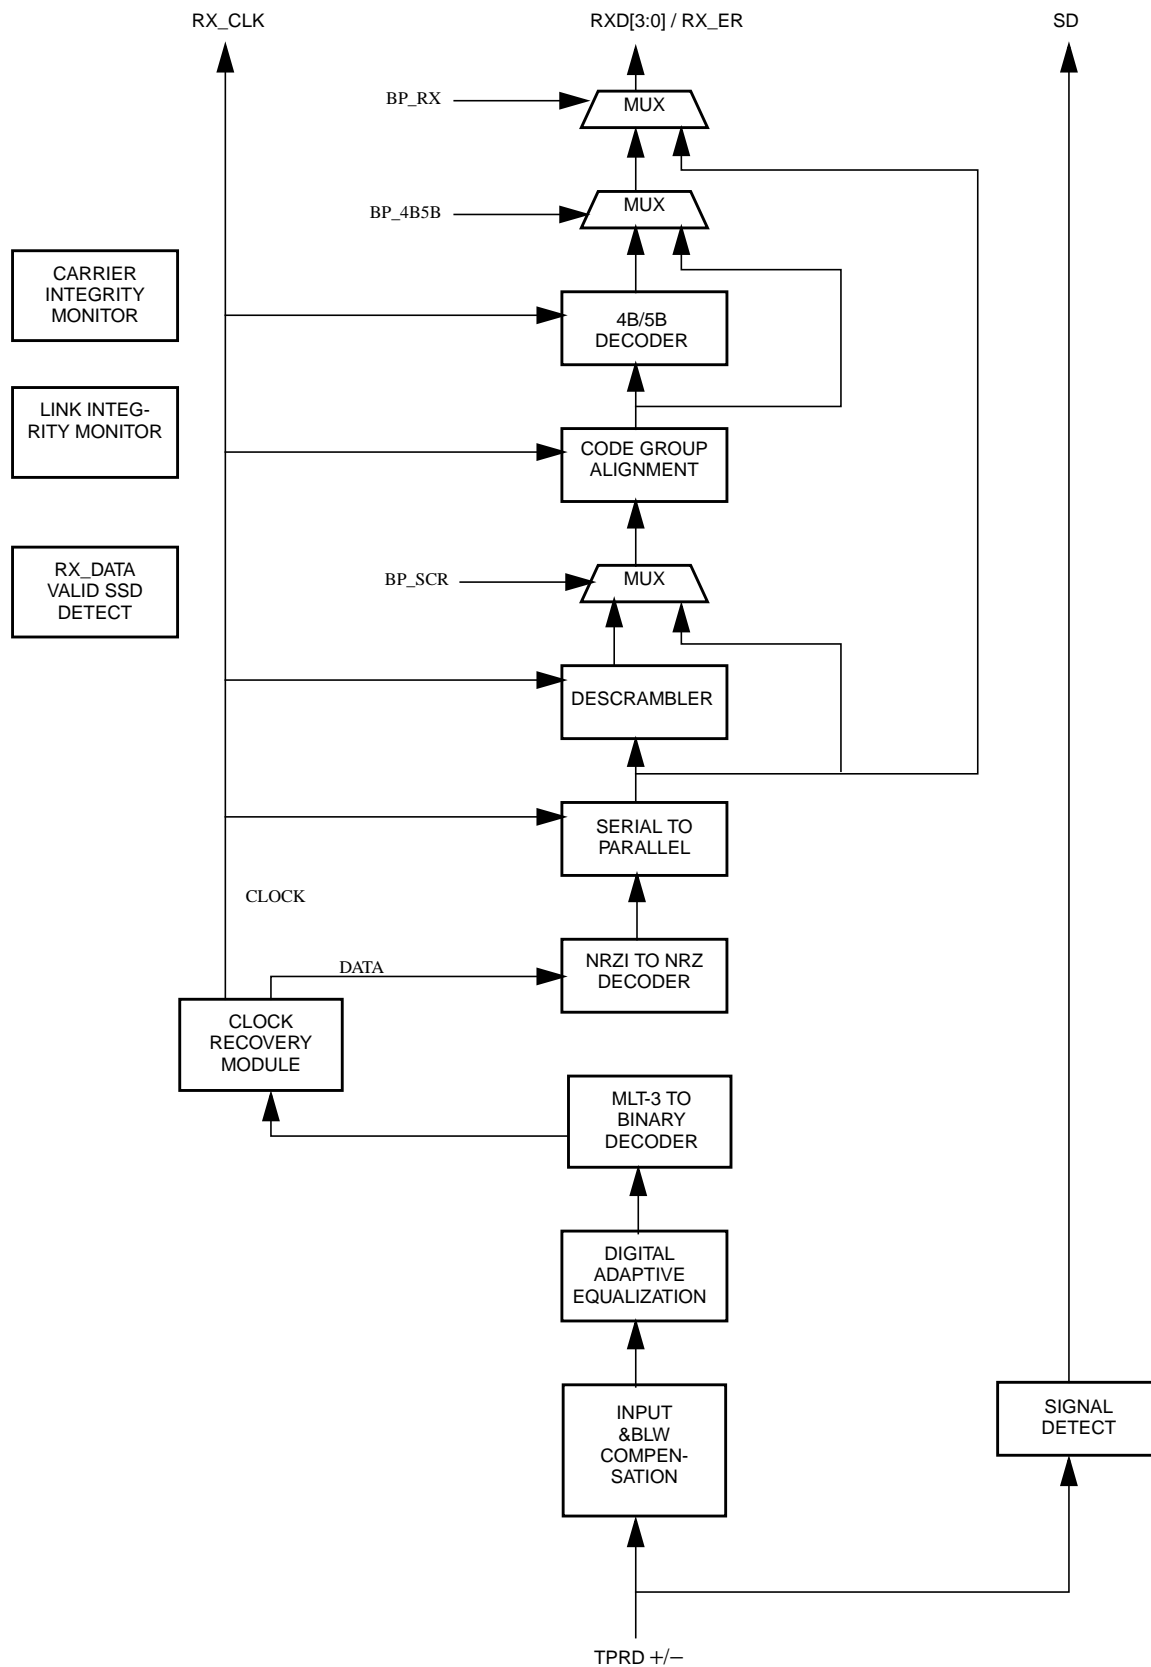 RX_CLK
RXD[3:0] / RX_ER
SD
BP_RX
MUX
BP_4B5B
MUX
CARRIER
INTEGRITY
MONITOR
4B/5B
DECODER
LINK INTEG-
RITY MONITOR
CODE GROUP
ALIGNMENT
RX_DATA
VALID SSD
DETECT
BP_SCR
MUX
DESCRAMBLER
SERIAL TO
PARALLEL
CLOCK
DATA
NRZI TO NRZ
DECODER
CLOCK
RECOVERY
MODULE
MLT-3 TO
BINARY
DECODER
DIGITAL
ADAPTIVE
EQUALIZATION
INPUT
&BLW
COMPEN-
SATION
SIGNAL
DETECT
TPRD +/−